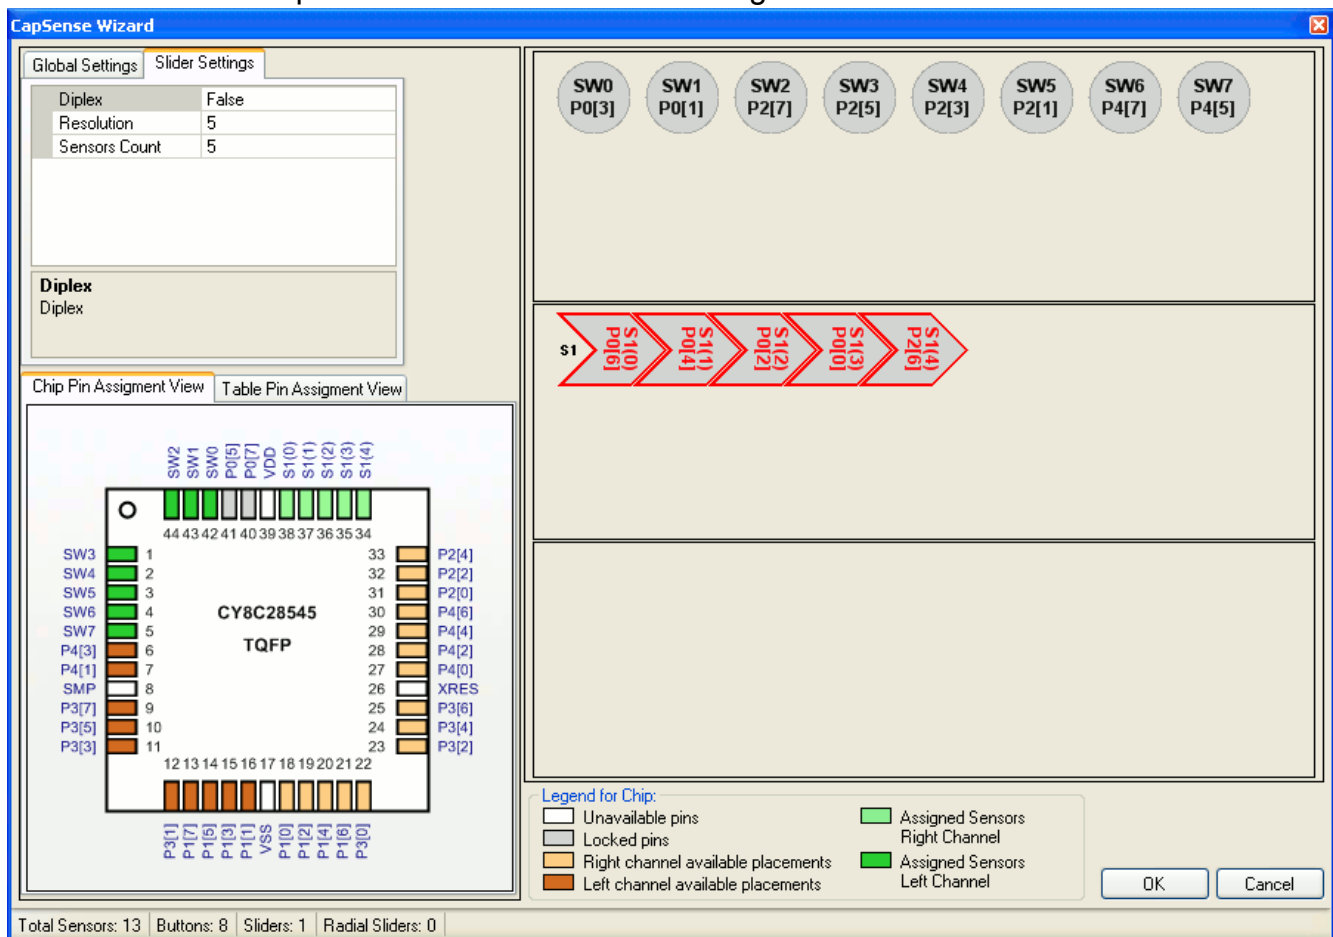 CapSense Wizard
Global Settings Slider Settings
Diplex False
Resolution 5
Sensors Count 5
Diplex
Diplex
Chip Pin Assigment View Table Pin Assigment View
SW2 SW1 SW0 P0[5] P0[7] VDD S1(0) S1(1) S1(2) S1(3) S1(4)
44 43 42 41 40 39 38 37 36 35 34
SW3 1 33 P2[4]
SW4 2 32 P2[2]
SW5 3 31 P2[0]
SW6 4 CY8C28545 30 P4[6]
SW7 5 29 P4[4]
P4[3] 6 TQFP 28 P4[2]
P4[1] 7 27 P4[0]
SMP 8 26 XRES
P3[7] 9 25 P3[6]
P3[5] 10 24 P3[4]
P3[3] 11 23 P3[2]
12 13 14 15 16 17 18 19 20 21 22
P3[1] P1[7] P1[5] P1[3] P1[1] VSS P1[0] P1[2] P1[4] P1[6] P3[0]
SW0 SW1 SW2 SW3 SW4 SW5 SW6 SW7
P0[3] P0[1] P2[7] P2[5] P2[3] P2[1] P4[7] P4[5]
S1
S1(0) S1(1) S1(2) S1(3) S1(4)
P0[6] P0[4] P0[2] P0[0] P2[6]
Legend for Chip:
Unavailable pins
Locked pins
Right channel available placements
Left channel available placements
Assigned Sensors
Right Channel
Assigned Sensors
Left Channel
OK Cancel
Total Sensors: 13 Buttons: 8 Sliders: 1 Radial Sliders: 0